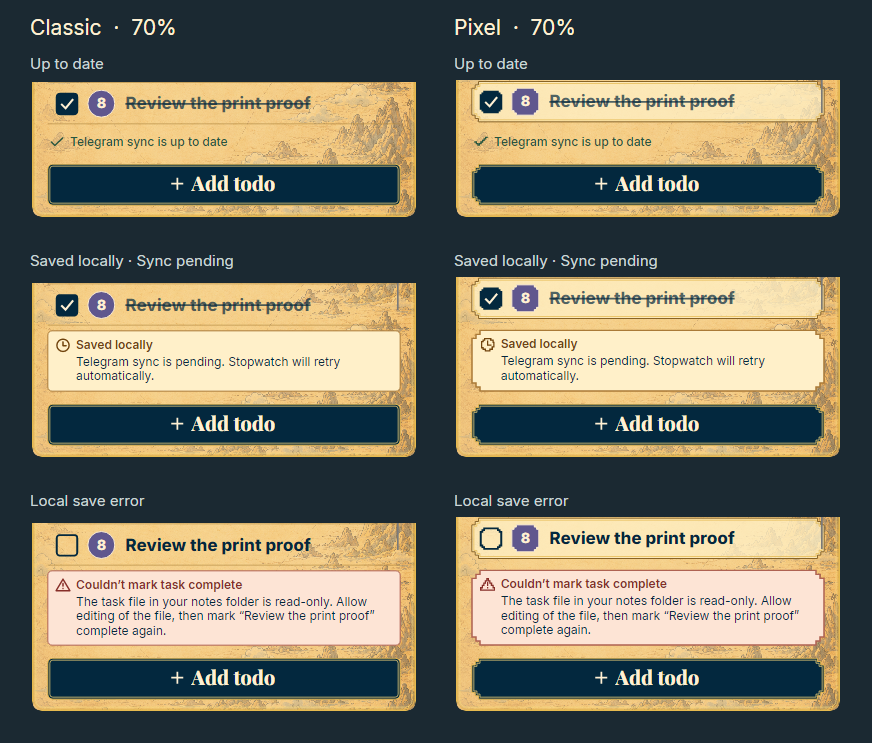 Classic · 70%
Up to date
8 Review the print proof
Telegram sync is up to date
+ Add todo
Saved locally · Sync pending
8 Review the print proof
Saved locally
Telegram sync is pending. Stopwatch will retry
automatically.
+ Add todo
Local save error
8 Review the print proof
Couldn’t mark task complete
The task file in your notes folder is read-only. Allow
editing of the file, then mark “Review the print proof”
complete again.
+ Add todo
Pixel · 70%
Up to date
8 Review the print proof
Telegram sync is up to date
+ Add todo
Saved locally · Sync pending
8 Review the print proof
Saved locally
Telegram sync is pending. Stopwatch will retry
automatically.
+ Add todo
Local save error
8 Review the print proof
Couldn’t mark task complete
The task file in your notes folder is read-only. Allow
editing of the file, then mark “Review the print proof”
complete again.
+ Add todo